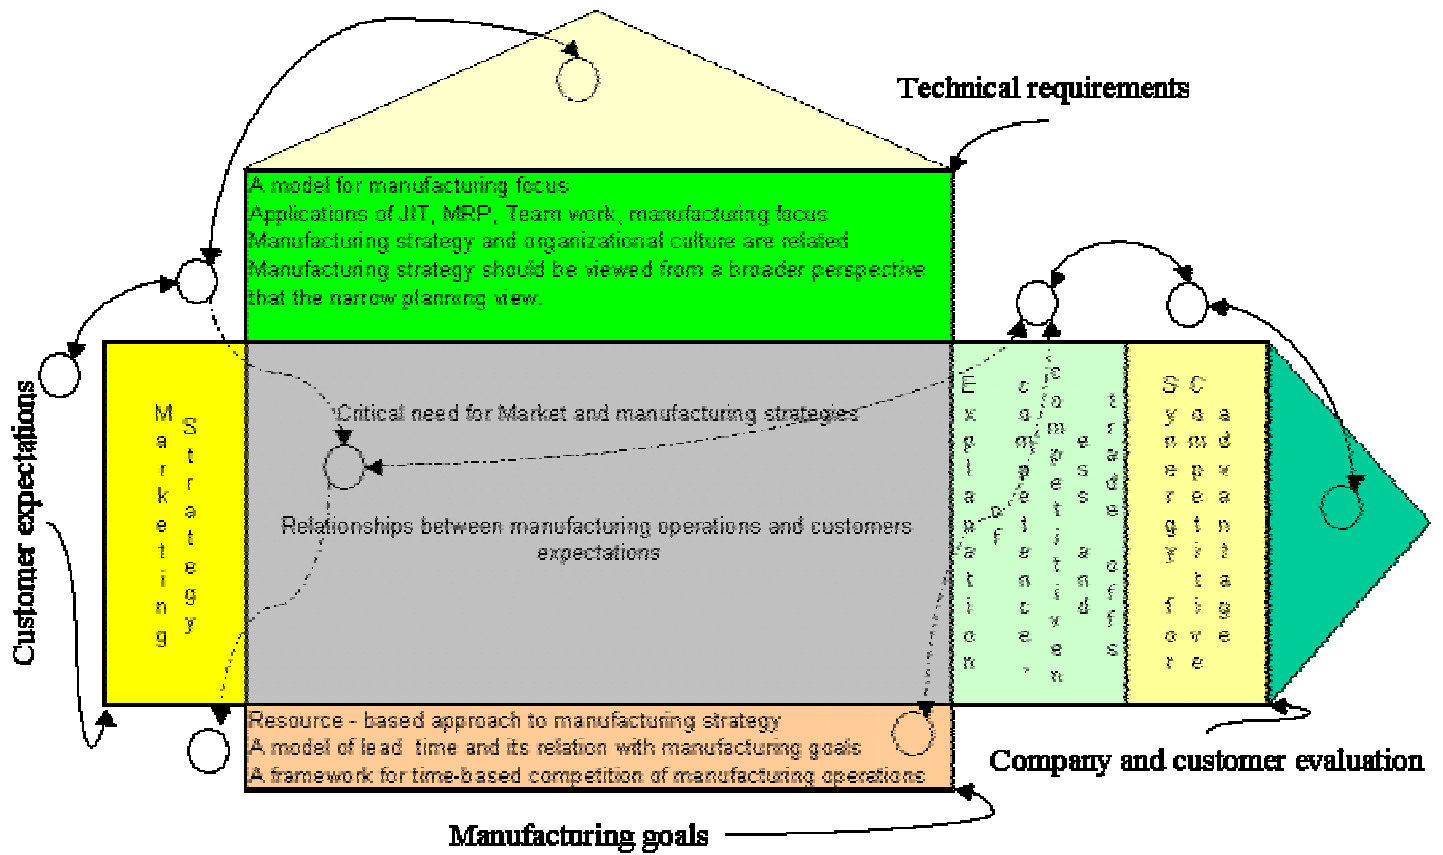 Technical requirements
A model for manufacturing focus
Applications of JIT, MRP, Team work, manufacturing focus
Manufacturing strategy and organizational culture are related
Manufacturing strategy should be viewed from a broader perspective
that the narrow planning view.
Customer expectations
Marketing
Strategy
Critical need for Market and manufacturing strategies
Relationships between manufacturing operations and customers
expectations
Explanation
of
competence,
competitiven
ess and
trade offs
Synergy for
Competitive
advantage
Resource - based approach to manufacturing strategy
A model of lead time and its relation with manufacturing goals
A framework for time-based competition of manufacturing operations
Company and customer evaluation
Manufacturing goals